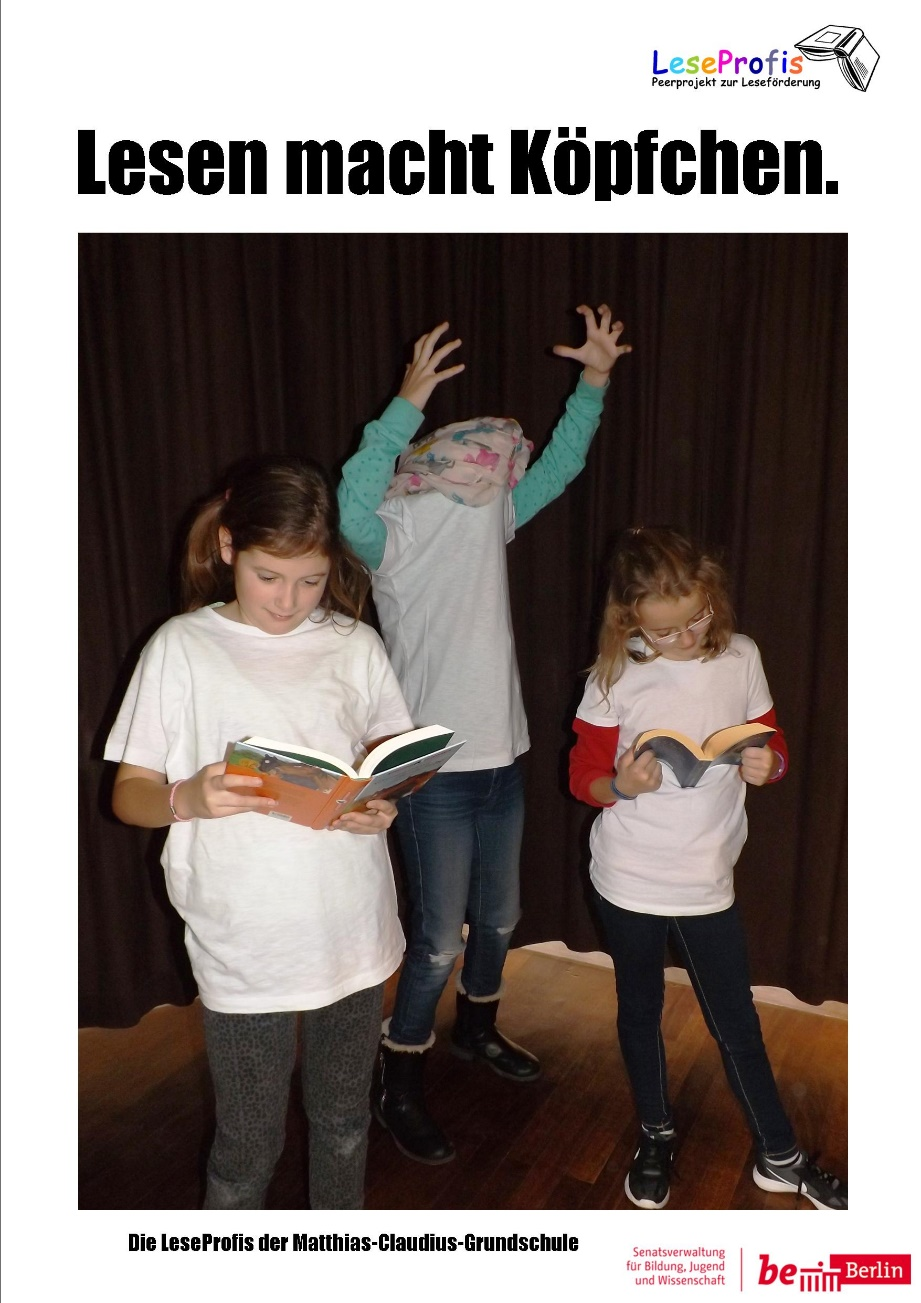 LeseProfis
Peerprojekt zur Leseförderung
Lesen macht Köpfchen.
Die LeseProfis der Matthias-Claudius-Grundschule
Senatsverwaltung
für Bildung, Jugend
und Wissenschaft
be Berlin